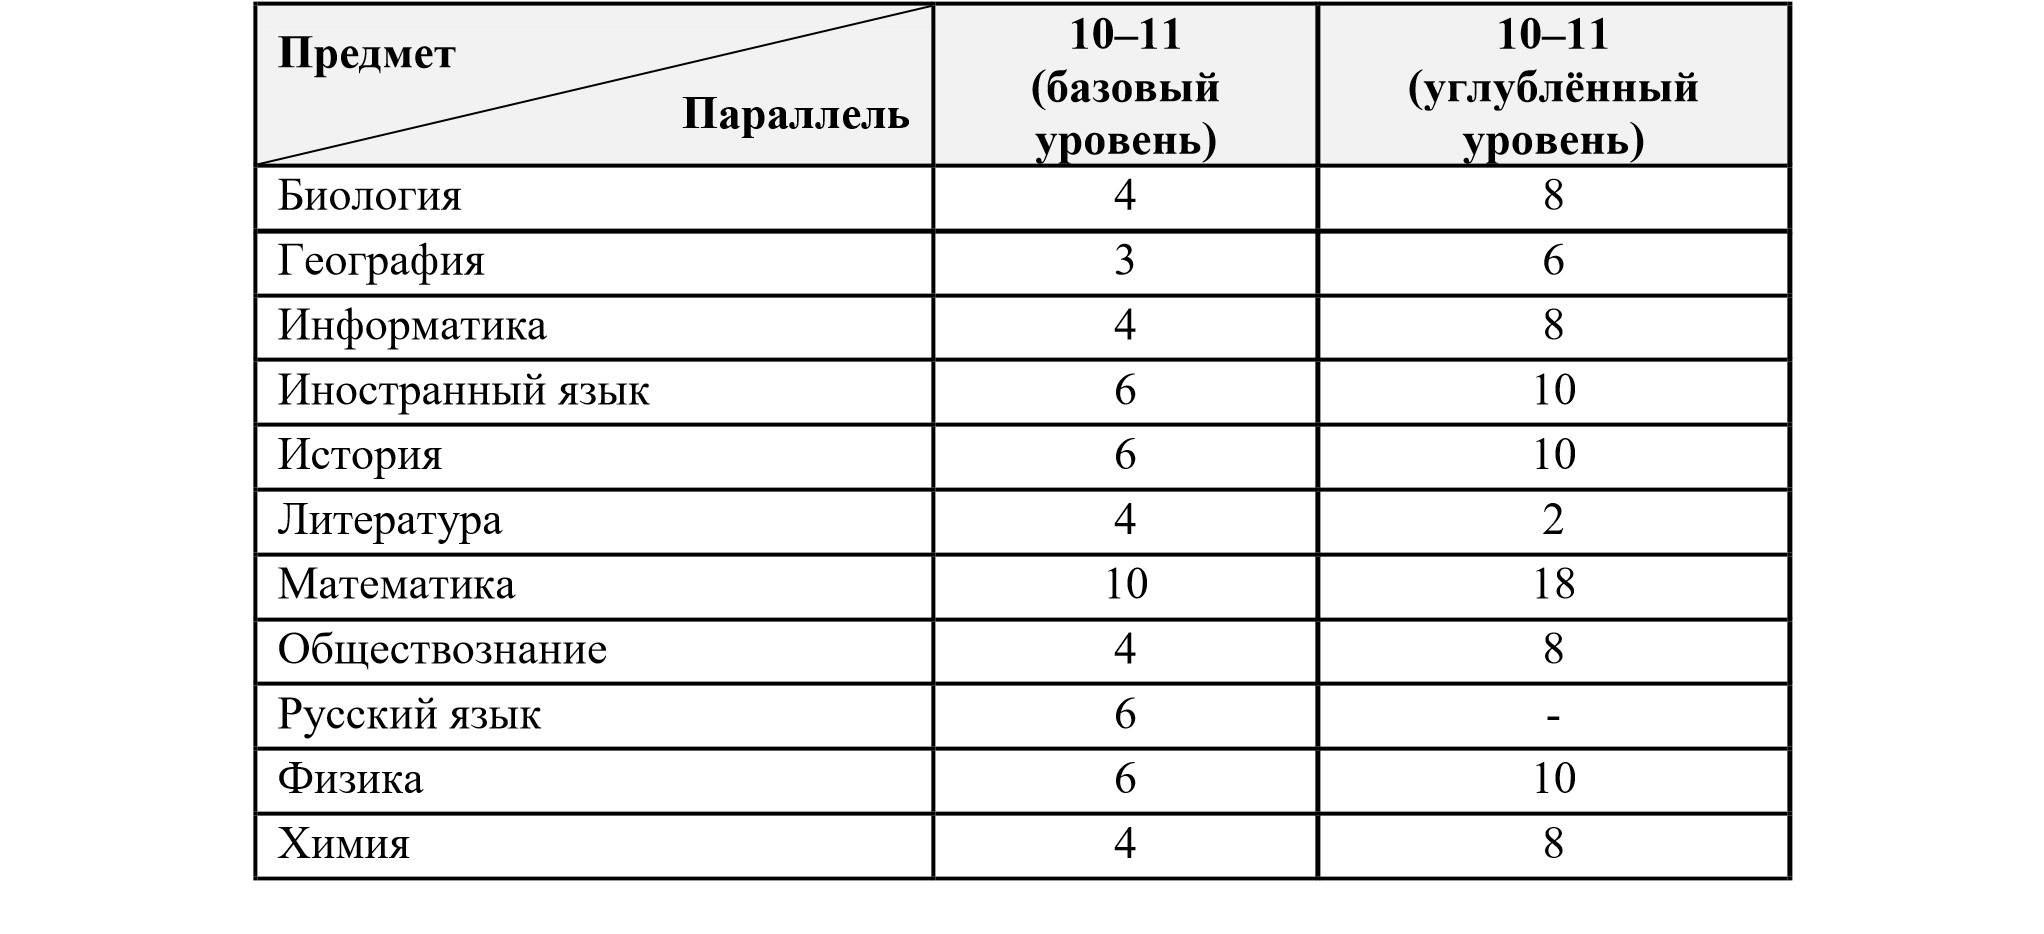 Предмет
Параллель
10–11
(базовый
уровень)
10–11
(углублённый
уровень)
Биология 4 8
География 3 6
Информатика 4 8
Иностранный язык 6 10
История 6 10
Литература 4 2
Математика 10 18
Обществознание 4 8
Русский язык 6 -
Физика 6 10
Химия 4 8